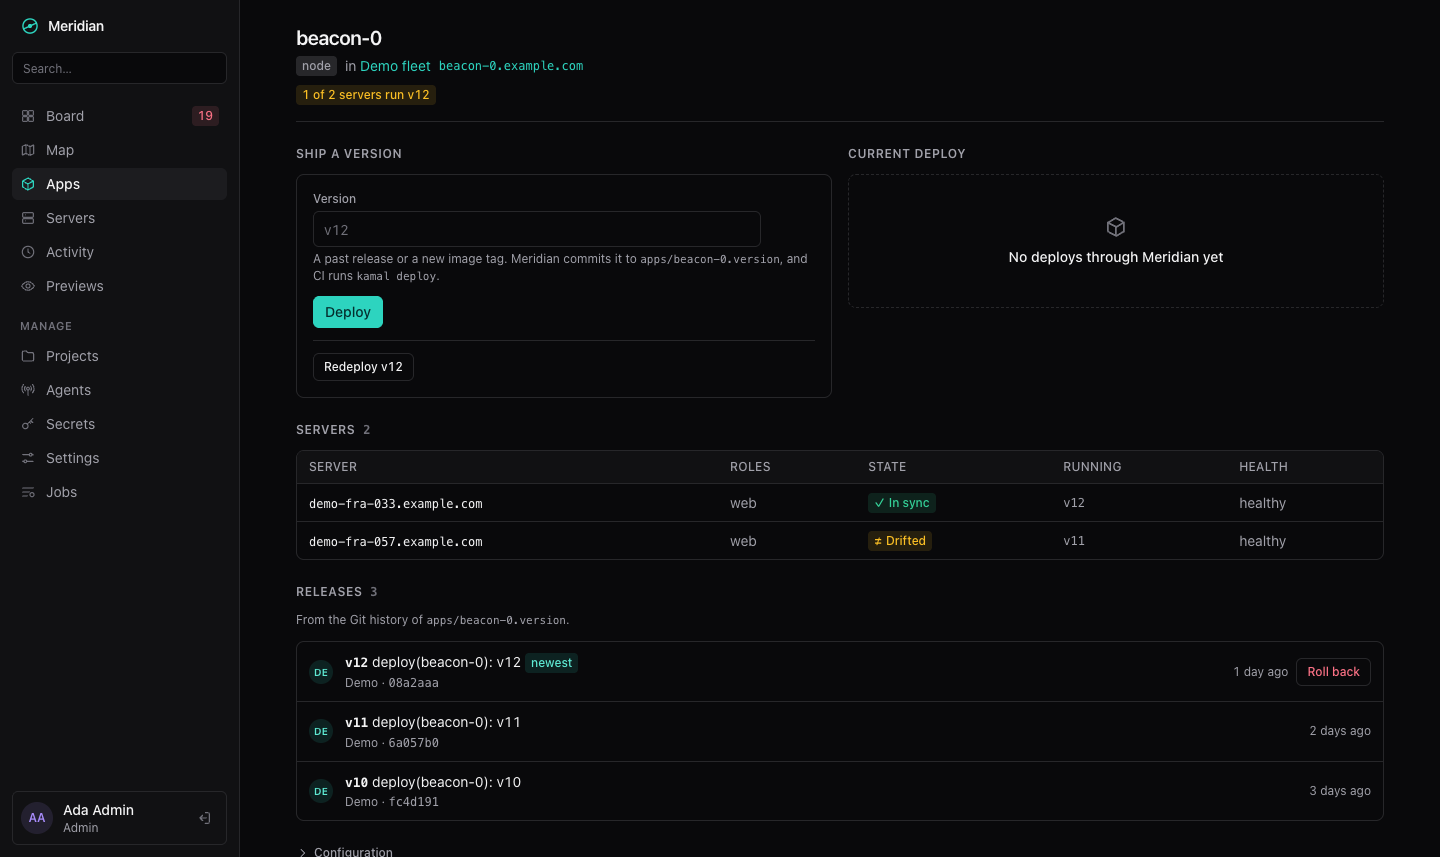 Meridian
Search...
Board 19
Map
Apps
Servers
Activity
Previews
MANAGE
Projects
Agents
Secrets
Settings
Jobs
AA Ada Admin
Admin
beacon-0
node in Demo fleet beacon-0.example.com
1 of 2 servers run v12
SHIP A VERSION
Version
v12
A past release or a new image tag. Meridian commits it to apps/beacon-0.version, and
CI runs kamal deploy.
Deploy
Redeploy v12
CURRENT DEPLOY
No deploys through Meridian yet
SERVERS 2
SERVER ROLES STATE RUNNING HEALTH
demo-fra-033.example.com web ✓ In sync v12 healthy
demo-fra-057.example.com web ≠ Drifted v11 healthy
RELEASES 3
From the Git history of apps/beacon-0.version.
DE v12 deploy(beacon-0): v12 newest
Demo · 08a2aaa
1 day ago Roll back
DE v11 deploy(beacon-0): v11
Demo · 6a057b0
2 days ago
DE v10 deploy(beacon-0): v10
Demo · fc4d191
3 days ago
Configuration